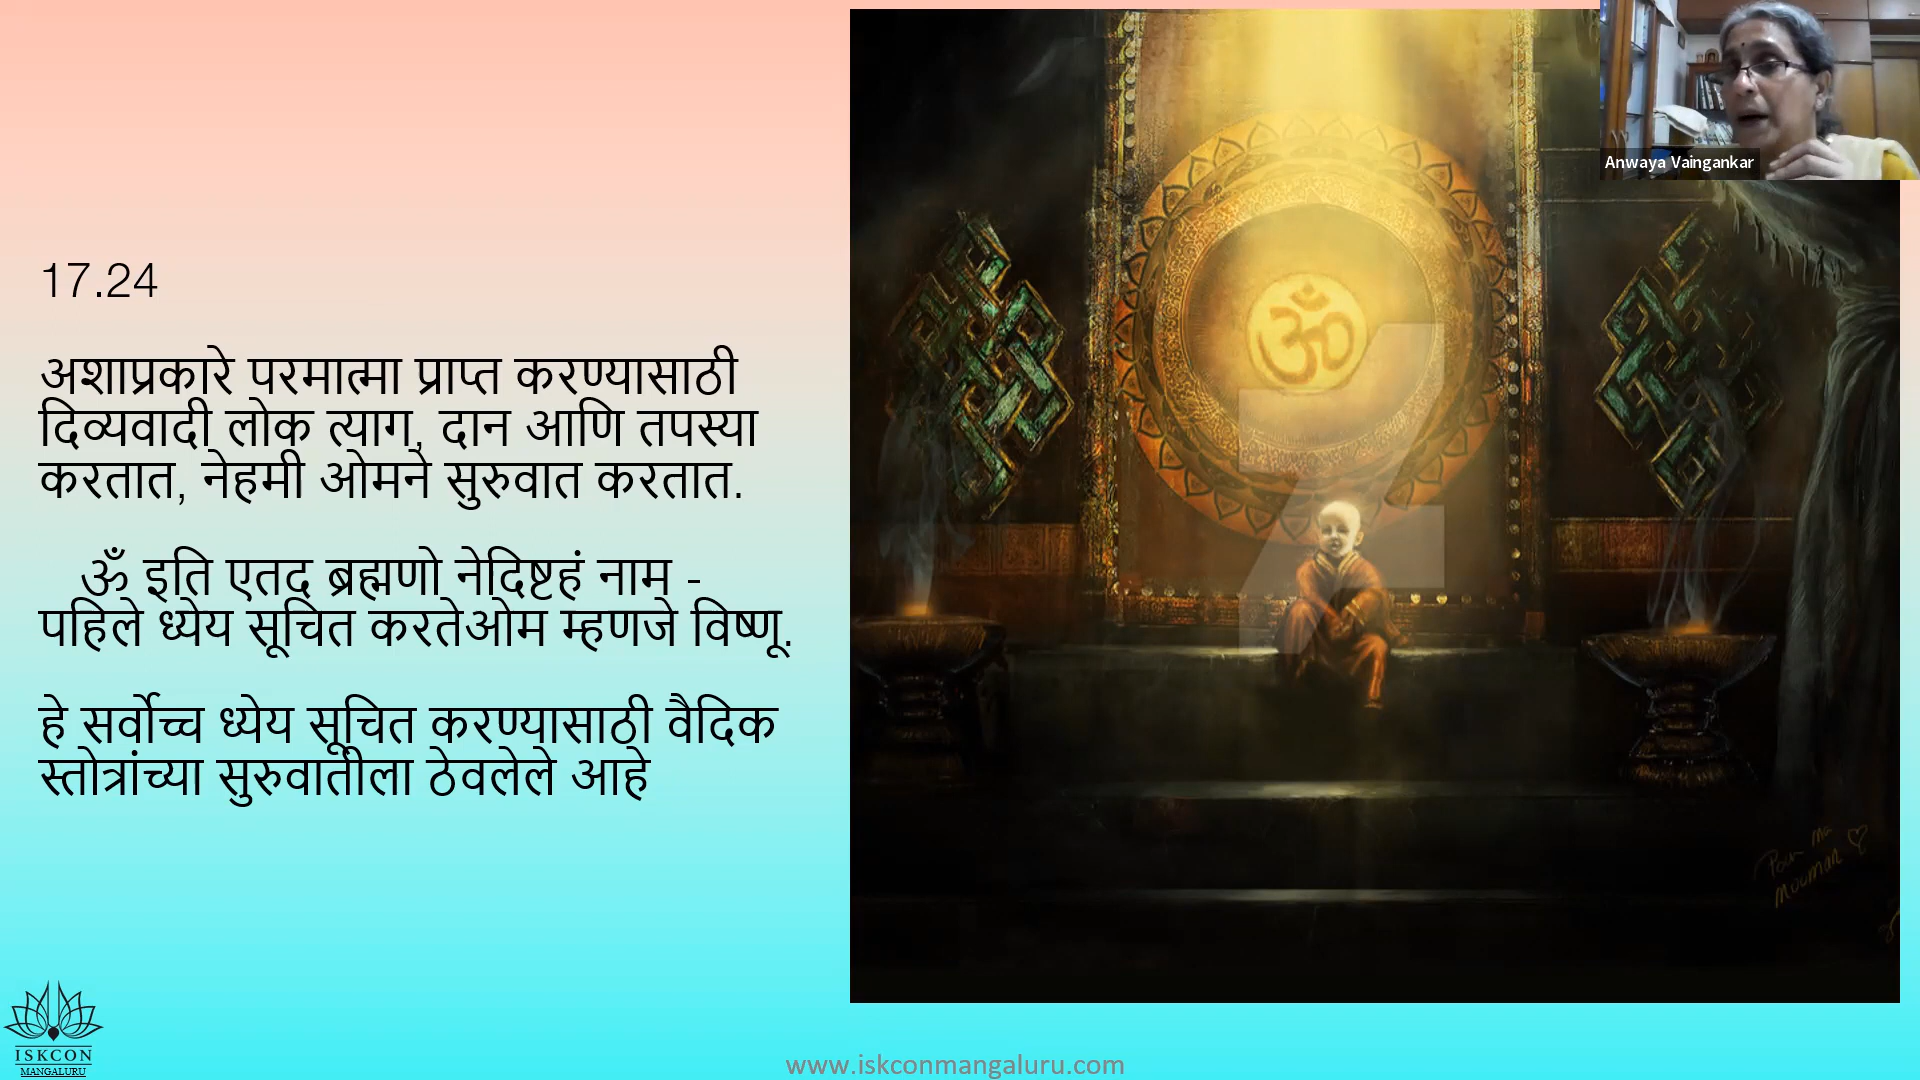 Anwaya Vaingankar
17.24
अशाप्रकारे परमात्मा प्राप्त करण्यासाठी
दिव्यवादी लोक त्याग, दान आणि तपस्या
करतात, नेहमी ओमने सुरुवात करतात.
ॐ इति एतद ब्रह्मणो नेदिष्टहं नाम -
पहिले ध्येय सूचित करतेओम म्हणजे विष्णू.
हे सर्वोच्च ध्येय सूचित करण्यासाठी वैदिक
स्तोत्रांच्या सुरुवातीला ठेवलेले आहे
ॐ
ISKCON
MANGALURU
www.iskconmangaluru.com